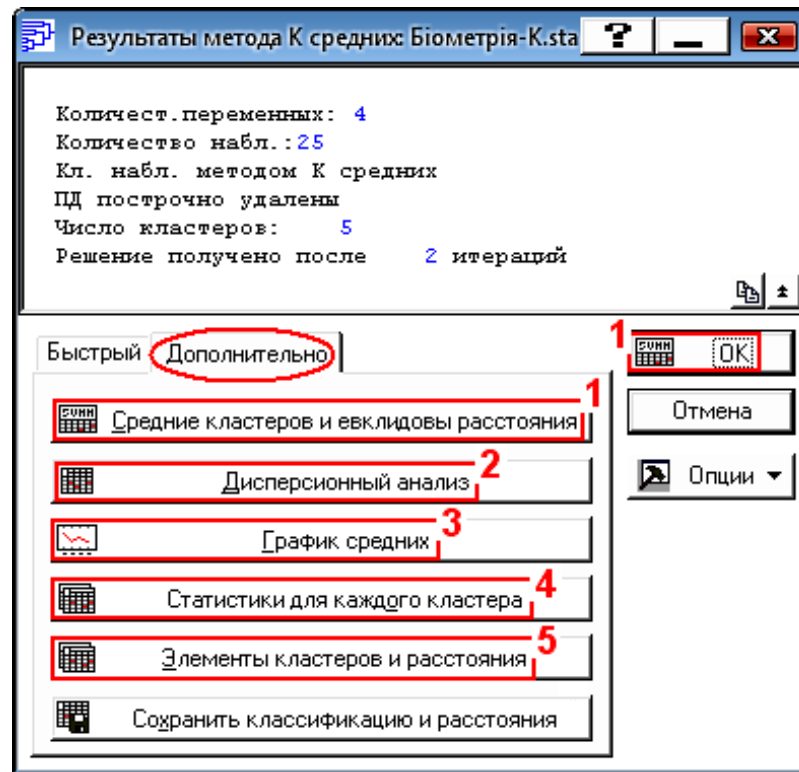 Результаты метода К средних: Біометрія-K.sta
Количест.переменных: 4
Количество набл.:25
Кл. набл. методом К средних
ПД построчно удалены
Число кластеров: 5
Решение получено после 2 итераций
Быстрый Дополнительно
1 SUMM OK
SUMM Средние кластеров и евклидовы расстояния 1
Отмена
Дисперсионный анализ 2
Опции
График средних 3
Статистики для каждого кластера 4
Элементы кластеров и расстояния 5
Сохранить классификацию и расстояния